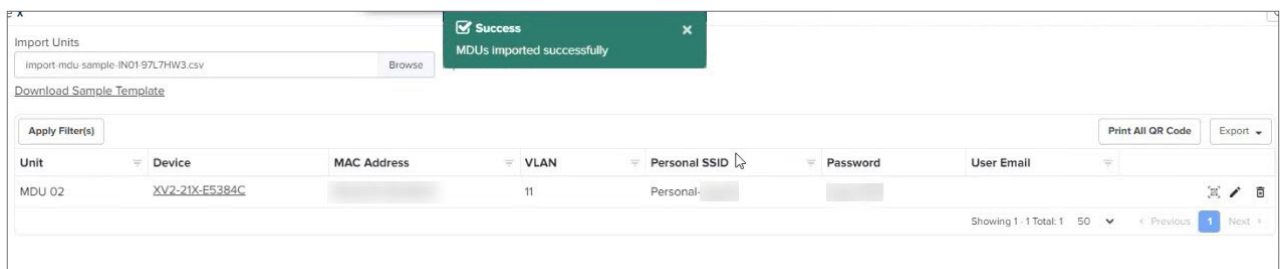 Success
MDUs imported successfully
Import Units
import-mdu-sample-IN01-97L7HW3.csv Browse
Download Sample Template
Apply Filter(s) Print All QR Code Export
Unit Device MAC Address VLAN Personal SSID Password User Email
MDU 02 XV2-21X-E5384C 11 Personal-
Showing 1 - 1 Total: 1 50 Previous 1 Next